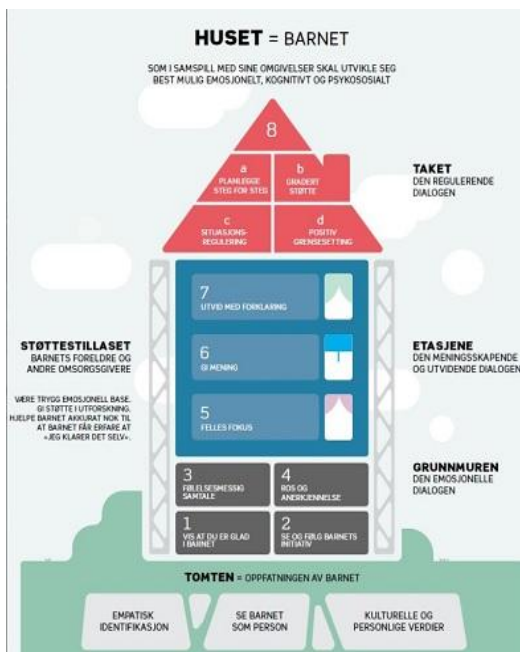 HUSET = BARNET
SOM I SAMSPILL MED SINE OMGIVELSER SKAL UTVIKLE SEG
BEST MULIG EMOSJONELT, KOGNITIVT OG PSYKOSOSIALT
8
a
PLANLEGGE
STEG FOR STEG
b
GRADERT
STØTTE
c
SITUASJONS-
REGULERING
d
POSITIV
GRENSESETTING
TAKET
DEN REGULERENDE
DIALOGEN
7
UTVID MED FORKLARING
6
GI MENING
5
FELLES FOKUS
STØTTESTILLASET
BARNETS FORELDRE OG
ANDRE OMSORGSGIVERE
VÆRE TRYGG EMOSJONELL BASE.
GI STØTTE I UTFORSKNING.
HJELPE BARNET AKKURAT NOK TIL
AT BARNET FÅR ERFARE AT
«JEG KLARER DET SELV».
ETASJENE
DEN MENINGSSKAPENDE
OG UTVIDENDE DIALOGEN
3
FØLELSESMESSIG
SAMTALE
4
ROS OG
ANERKJENNELSE
1
VIS AT DU ER GLAD
I BARNET
2
SE OG FØLG BARNETS
INITIATIV
GRUNNMUREN
DEN EMOSJONELLE
DIALOGEN
TOMTEN = OPPFATNINGEN AV BARNET
EMPATISK
IDENTIFIKASJON
SE BARNET
SOM PERSON
KULTURELLE OG
PERSONLIGE VERDIER